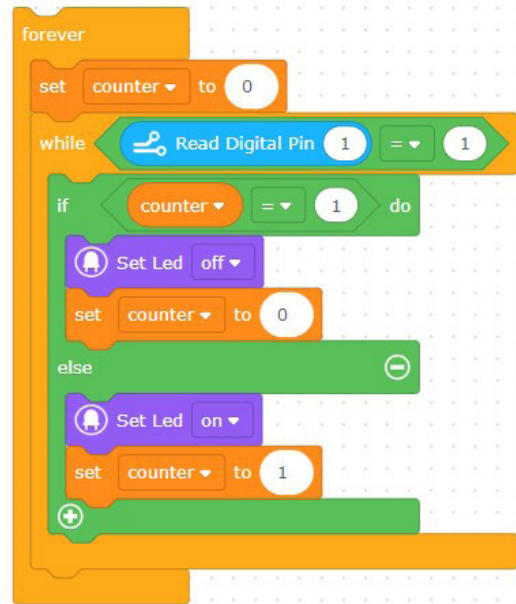 forever
set counter to 0
while Read Digital Pin 1 = 1
if counter = 1 do
Set Led off
set counter to 0
else
Set Led on
set counter to 1